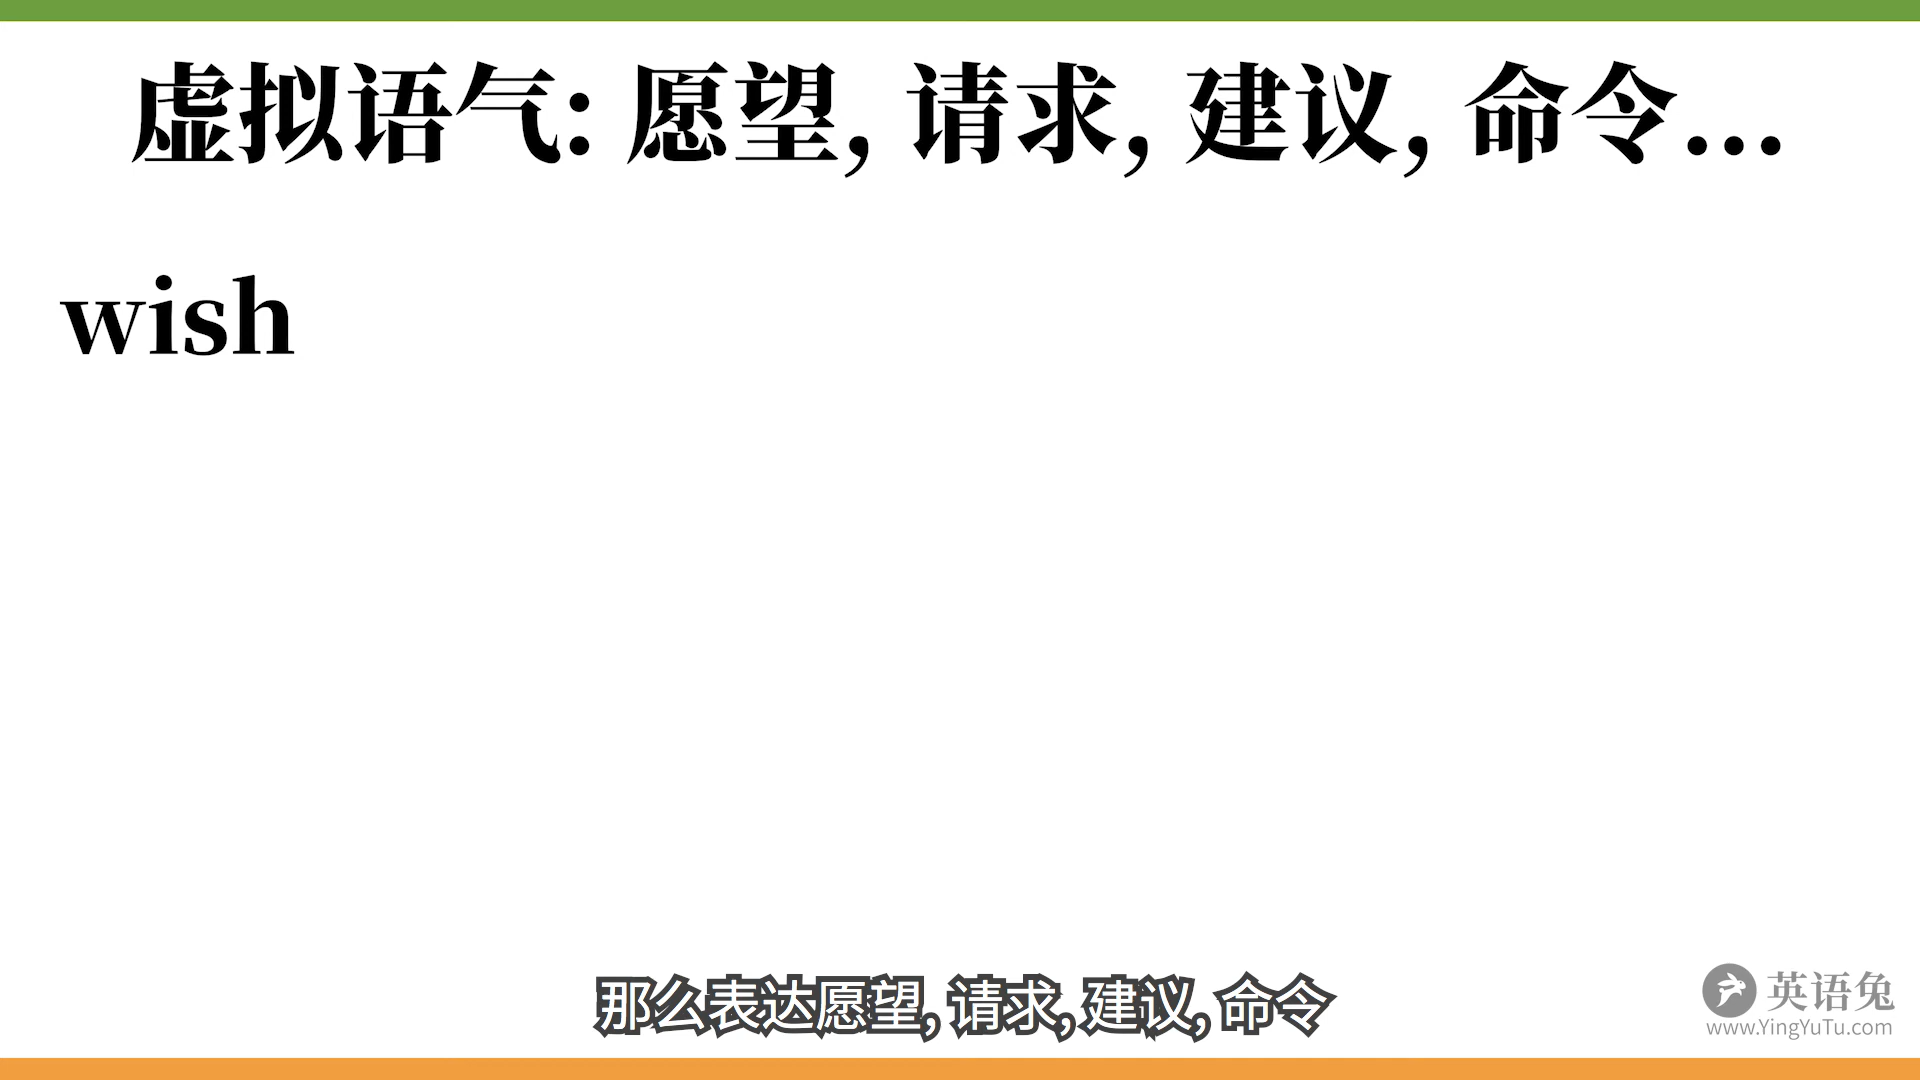 虚拟语气: 愿望, 请求, 建议, 命令...
wish
那么表达愿望, 请求, 建议, 命令
英语兔
www.YingYuTu.com